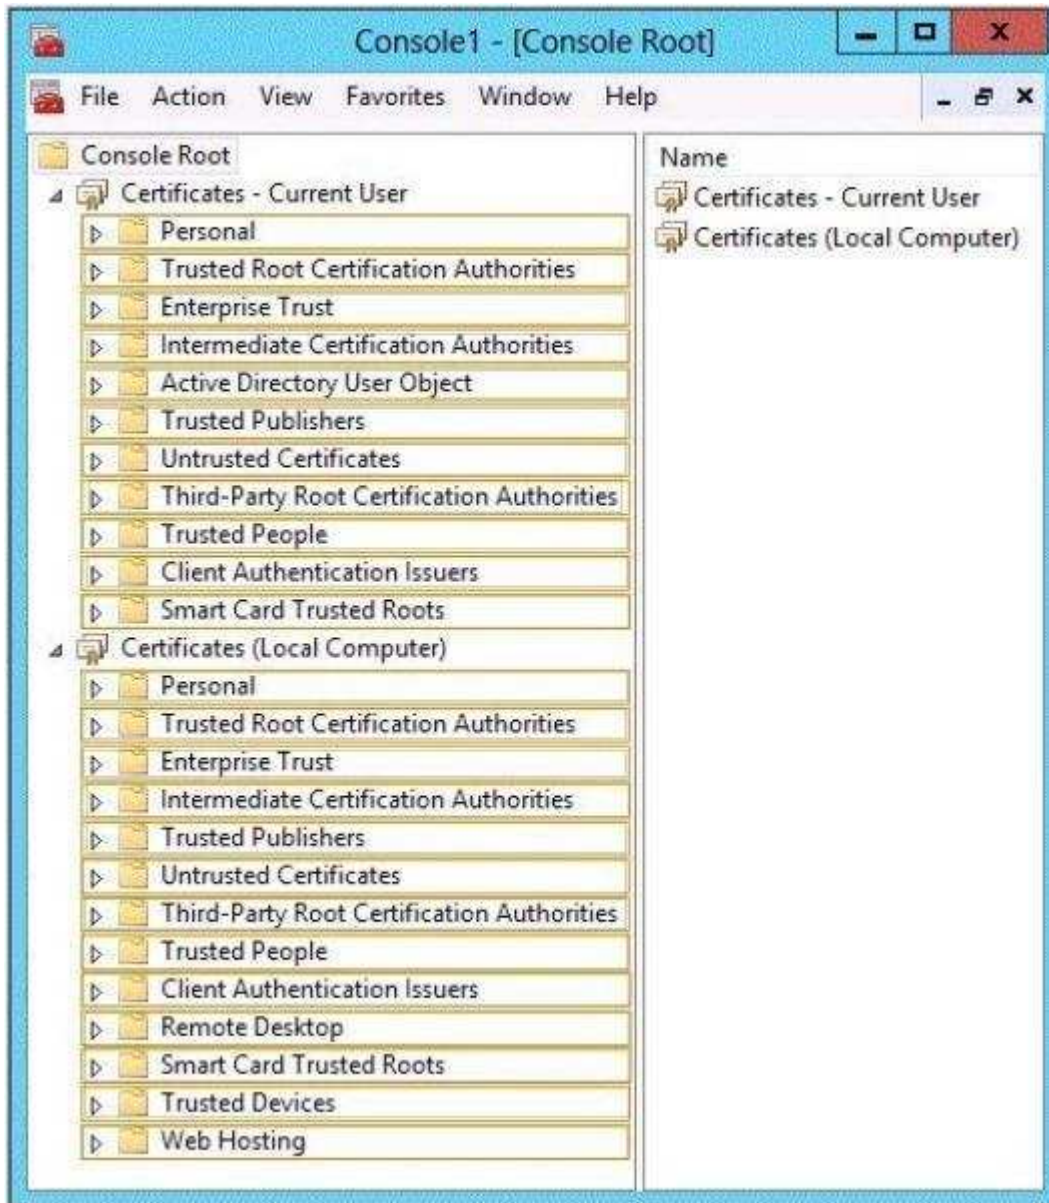 Console1 - [Console Root]
File Action View Favorites Window Help
Console Root
Certificates - Current User
Personal
Trusted Root Certification Authorities
Enterprise Trust
Intermediate Certification Authorities
Active Directory User Object
Trusted Publishers
Untrusted Certificates
Third-Party Root Certification Authorities
Trusted People
Client Authentication Issuers
Smart Card Trusted Roots
Certificates (Local Computer)
Personal
Trusted Root Certification Authorities
Enterprise Trust
Intermediate Certification Authorities
Trusted Publishers
Untrusted Certificates
Third-Party Root Certification Authorities
Trusted People
Client Authentication Issuers
Remote Desktop
Smart Card Trusted Roots
Trusted Devices
Web Hosting
Name
Certificates - Current User
Certificates (Local Computer)